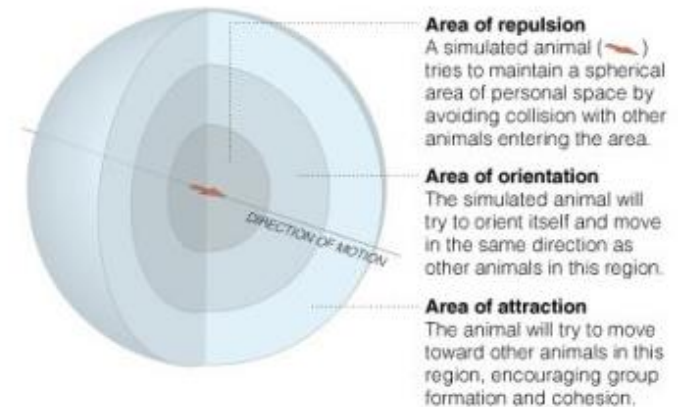 Area of repulsion
A simulated animal ( )
tries to maintain a spherical
area of personal space by
avoiding collision with other
animals entering the area.
Area of orientation
The simulated animal will
try to orient itself and move
in the same direction as
other animals in this region.
DIRECTION OF MOTION
Area of attraction
The animal will try to move
toward other animals in this
region, encouraging group
formation and cohesion.